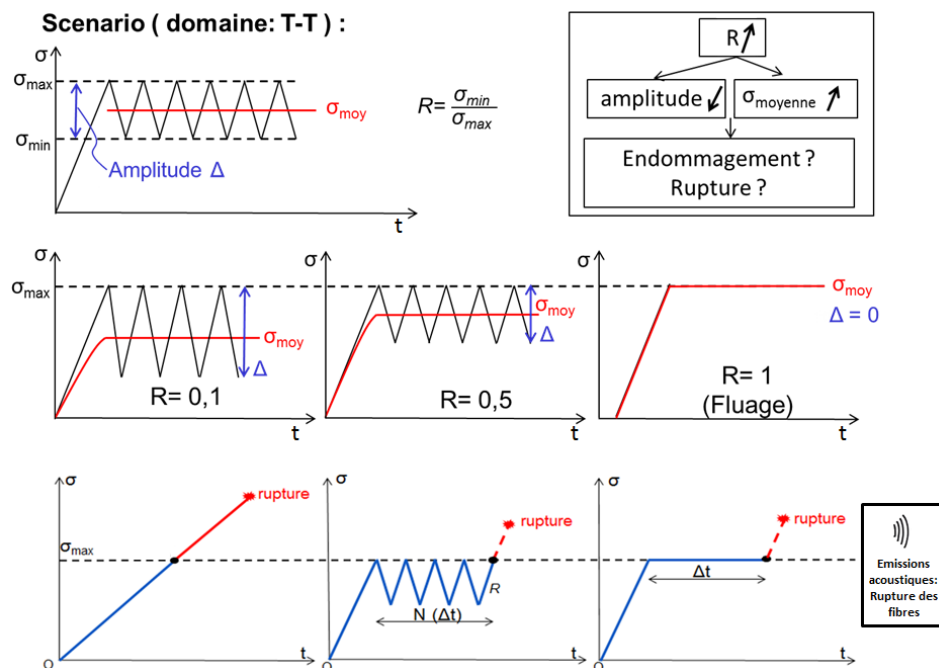 Scenario ( domaine: T-T ) :
σ
σmax
σmoy
σmin
Amplitude Δ
t
R= σmin
σmax
R
amplitude
σmoyenne
Endommagement ?
Rupture ?
σ
σmax
σmoy
Δ
R= 0,1
t
σ
σmoy
Δ
R= 0,5
t
σ
σmoy
Δ = 0
R= 1
(Fluage)
t
σ
rupture
σmax
t
O
σ
rupture
R
N (Δt)
t
O
σ
rupture
Δt
t
O
Emissions
acoustiques:
Rupture des
fibres